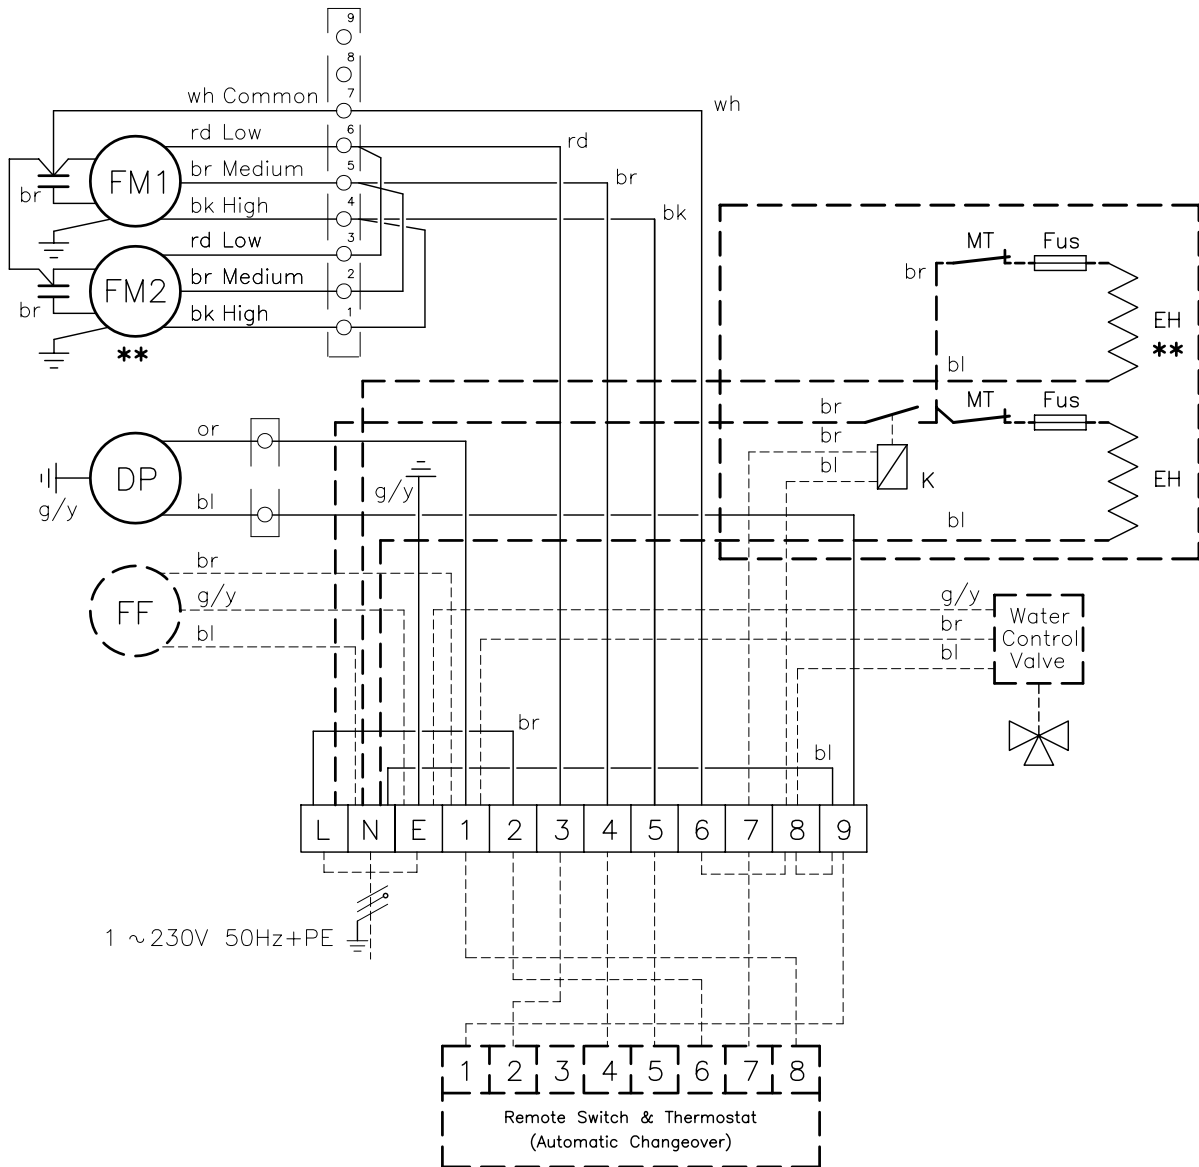 9
8
7
wh Common
wh
6
rd Low
rd
5
br Medium
br
FM1
br
4
bk High
bk
3
rd Low
2
br Medium
FM2
br
1
bk High
**
MT
Fus
br
EH
**
bl
MT
Fus
br
br
bl
K
EH
bl
or
DP
g/y
bl
g/y
br
g/y
FF
bl
g/y
br
bl
Water
Control
Valve
br
bl
L N E 1 2 3 4 5 6 7 8 9
1 ~230V 50Hz+PE
1 2 3 4 5 6 7 8
Remote Switch & Thermostat
(Automatic Changeover)